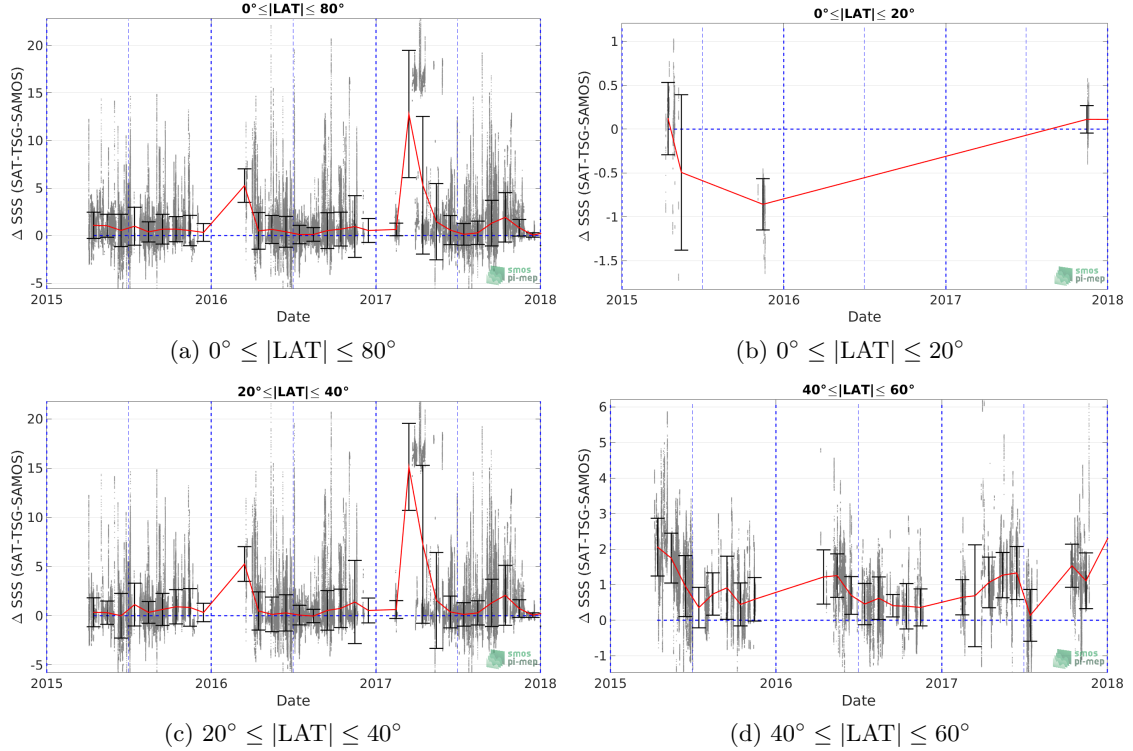 0°≤|LAT|≤ 80°
Δ SSS (SAT-TSG-SAMOS)
20
15
10
5
0
-5
2015
2016
2017
2018
Date
smos
pi-mep
(a) 0° ≤ |LAT| ≤ 80°
0°≤|LAT|≤ 20°
Δ SSS (SAT-TSG-SAMOS)
1
0.5
0
-0.5
-1
-1.5
2015
2016
2017
2018
Date
smos
pi-mep
(b) 0° ≤ |LAT| ≤ 20°
20°≤|LAT|≤ 40°
Δ SSS (SAT-TSG-SAMOS)
20
15
10
5
0
-5
2015
2016
2017
2018
Date
smos
pi-mep
(c) 20° ≤ |LAT| ≤ 40°
40°≤|LAT|≤ 60°
Δ SSS (SAT-TSG-SAMOS)
6
5
4
3
2
1
0
-1
2015
2016
2017
2018
Date
smos
pi-mep
(d) 40° ≤ |LAT| ≤ 60°